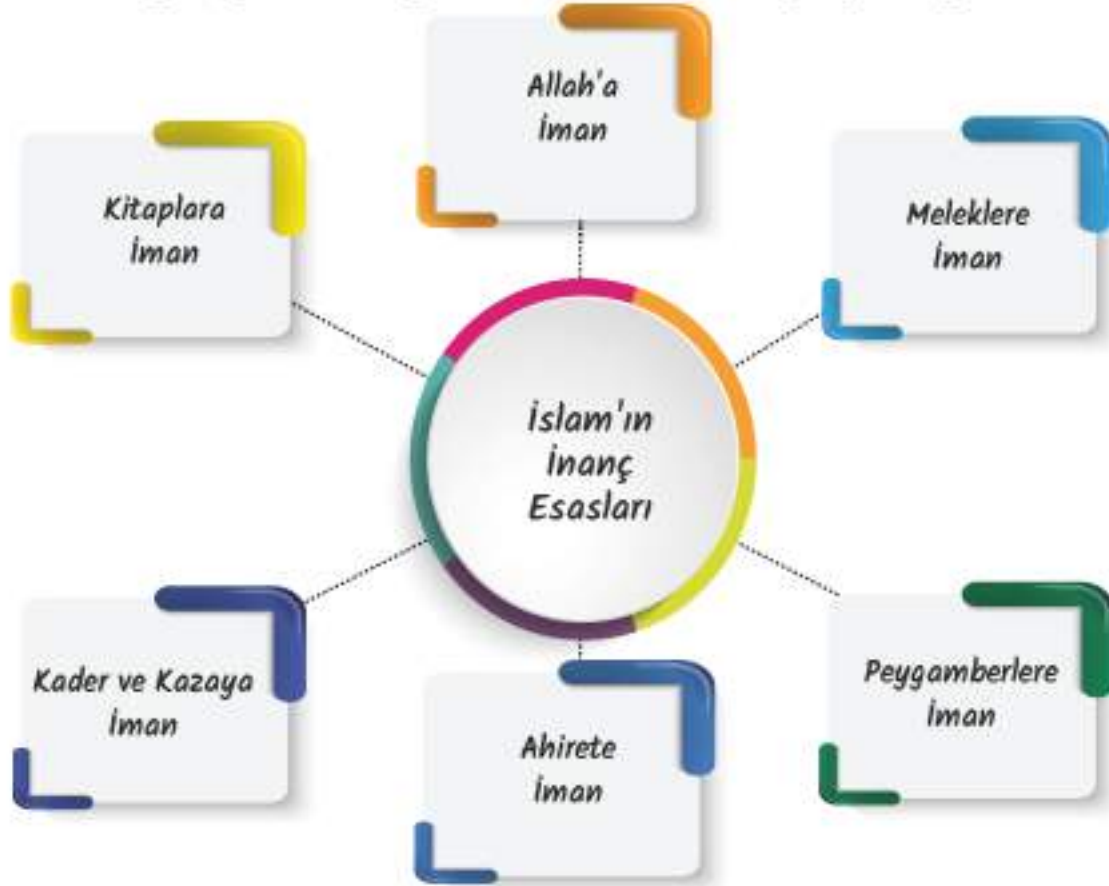 Allah'a
İman
Kitaplara
İman
Meleklere
İman
İslam'ın
İnanç
Esasları
Kader ve Kazaya
İman
Peygamberlere
İman
Ahirete
İman